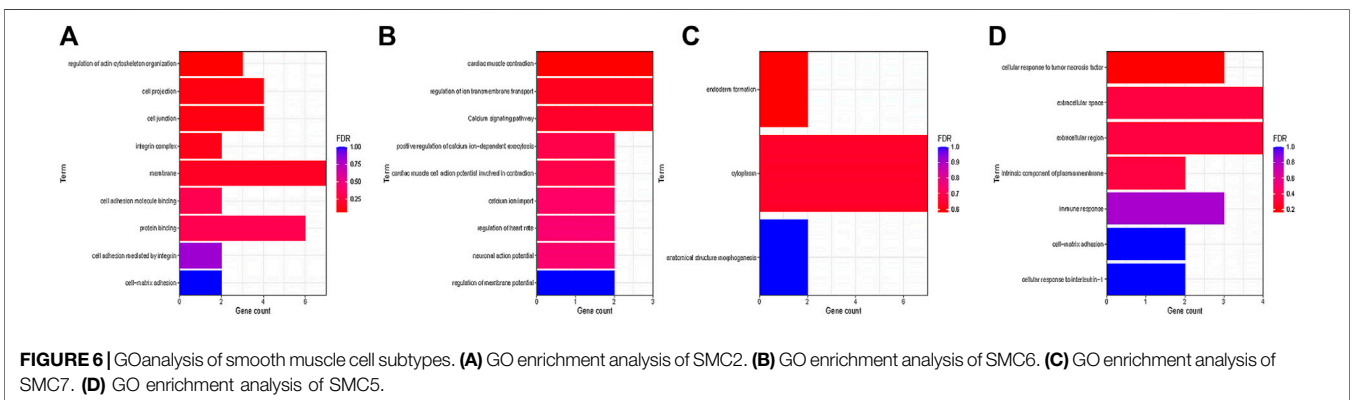 A
B
C
D
regulation of actin cytoskeleton organization
cell projection
cell junction
integrin complex
membrane
cell adhesion molecule binding
protein binding
cell adhesion mediated by integrin
cell-matrix adhesion
Term
0 2 4 6
Gene count
FDR
1.00
0.75
0.50
0.25
cardiac muscle contraction
regulation of ion transmembrane transport
Calcium signaling pathway
positive regulation of calcium ion-dependent exocytosis
cardiac muscle cell action potential involved in contraction
calcium ion import
regulation of heart rate
neuronal action potential
regulation of membrane potential
Term
0 1 2 3
Gene count
endoderm formation
cytoplasm
anatomical structure morphogenesis
Term
0 2 4 6
Gene count
FDR
1.0
0.9
0.8
0.7
0.6
cellular response to tumor necrosis factor
extracellular space
extracellular region
intrinsic component of plasma membrane
immune response
cell-matrix adhesion
cellular response to interleukin-1
Term
0 1 2 3 4
Gene count
FDR
1.0
0.8
0.6
0.4
0.2
FIGURE 6 | GOanalysis of smooth muscle cell subtypes. (A) GO enrichment analysis of SMC2. (B) GO enrichment analysis of SMC6. (C) GO enrichment analysis of
SMC7. (D) GO enrichment analysis of SMC5.